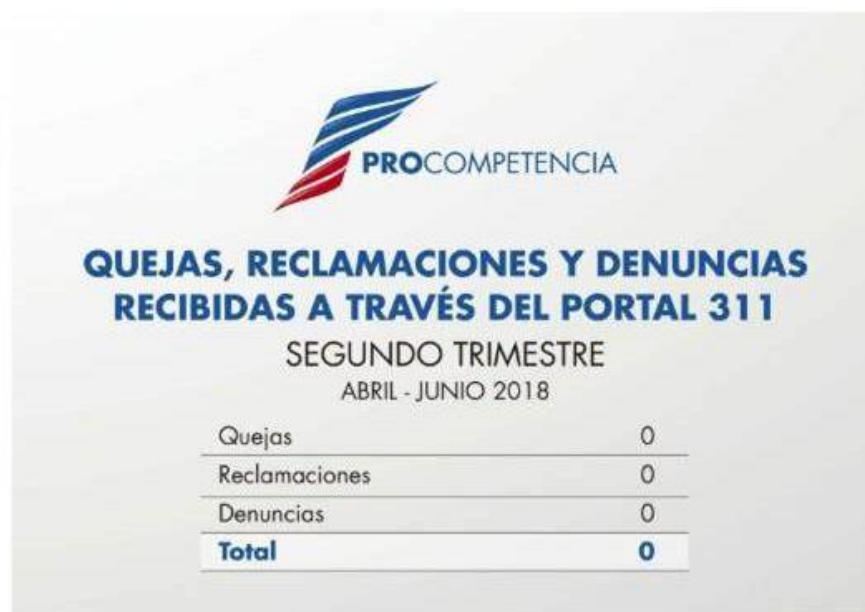 PROCOMPETENCIA
QUEJAS, RECLAMACIONES Y DENUNCIAS
RECIBIDAS A TRAVÉS DEL PORTAL 311
SEGUNDO TRIMESTRE
ABRIL - JUNIO 2018
Quejas 0
Reclamaciones 0
Denuncias 0
Total 0